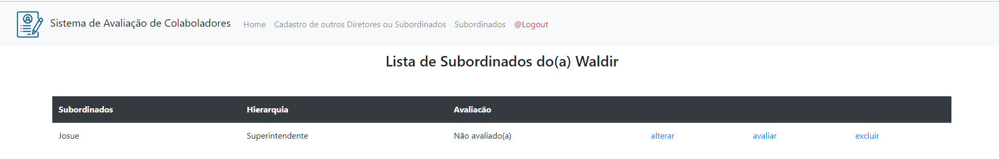 Sistema de Avaliação de Colaboladores Home Cadastro de outros Diretores ou Subordinados Subordinados @Logout
Lista de Subordinados do(a) Waldir
Subordinados Hierarquia Avaliacão
Josue Superintendente Não avaliado(a) alterar avaliar excluir